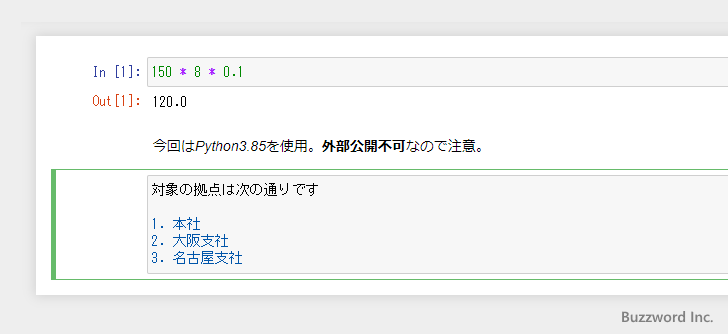 In [1]: 150 * 8 * 0.1
Out[1]: 120.0
今回はPython3.85を使用。外部公開不可なので注意。
対象の拠点は次の通りです
1. 本社
2. 大阪支社
3. 名古屋支社
Buzzword Inc.